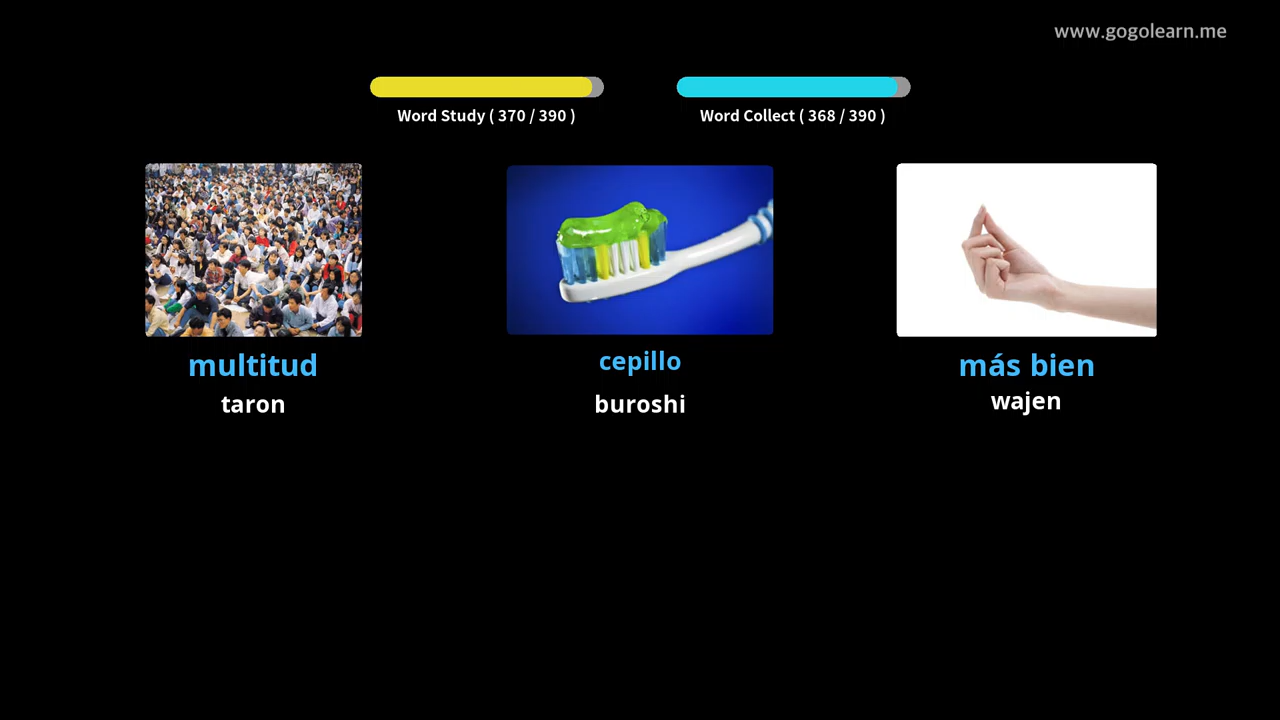 www.gogolearn.me
Word Study ( 370 / 390 )
Word Collect ( 368 / 390 )
multitud
taron
cepillo
buroshi
más bien
wajen